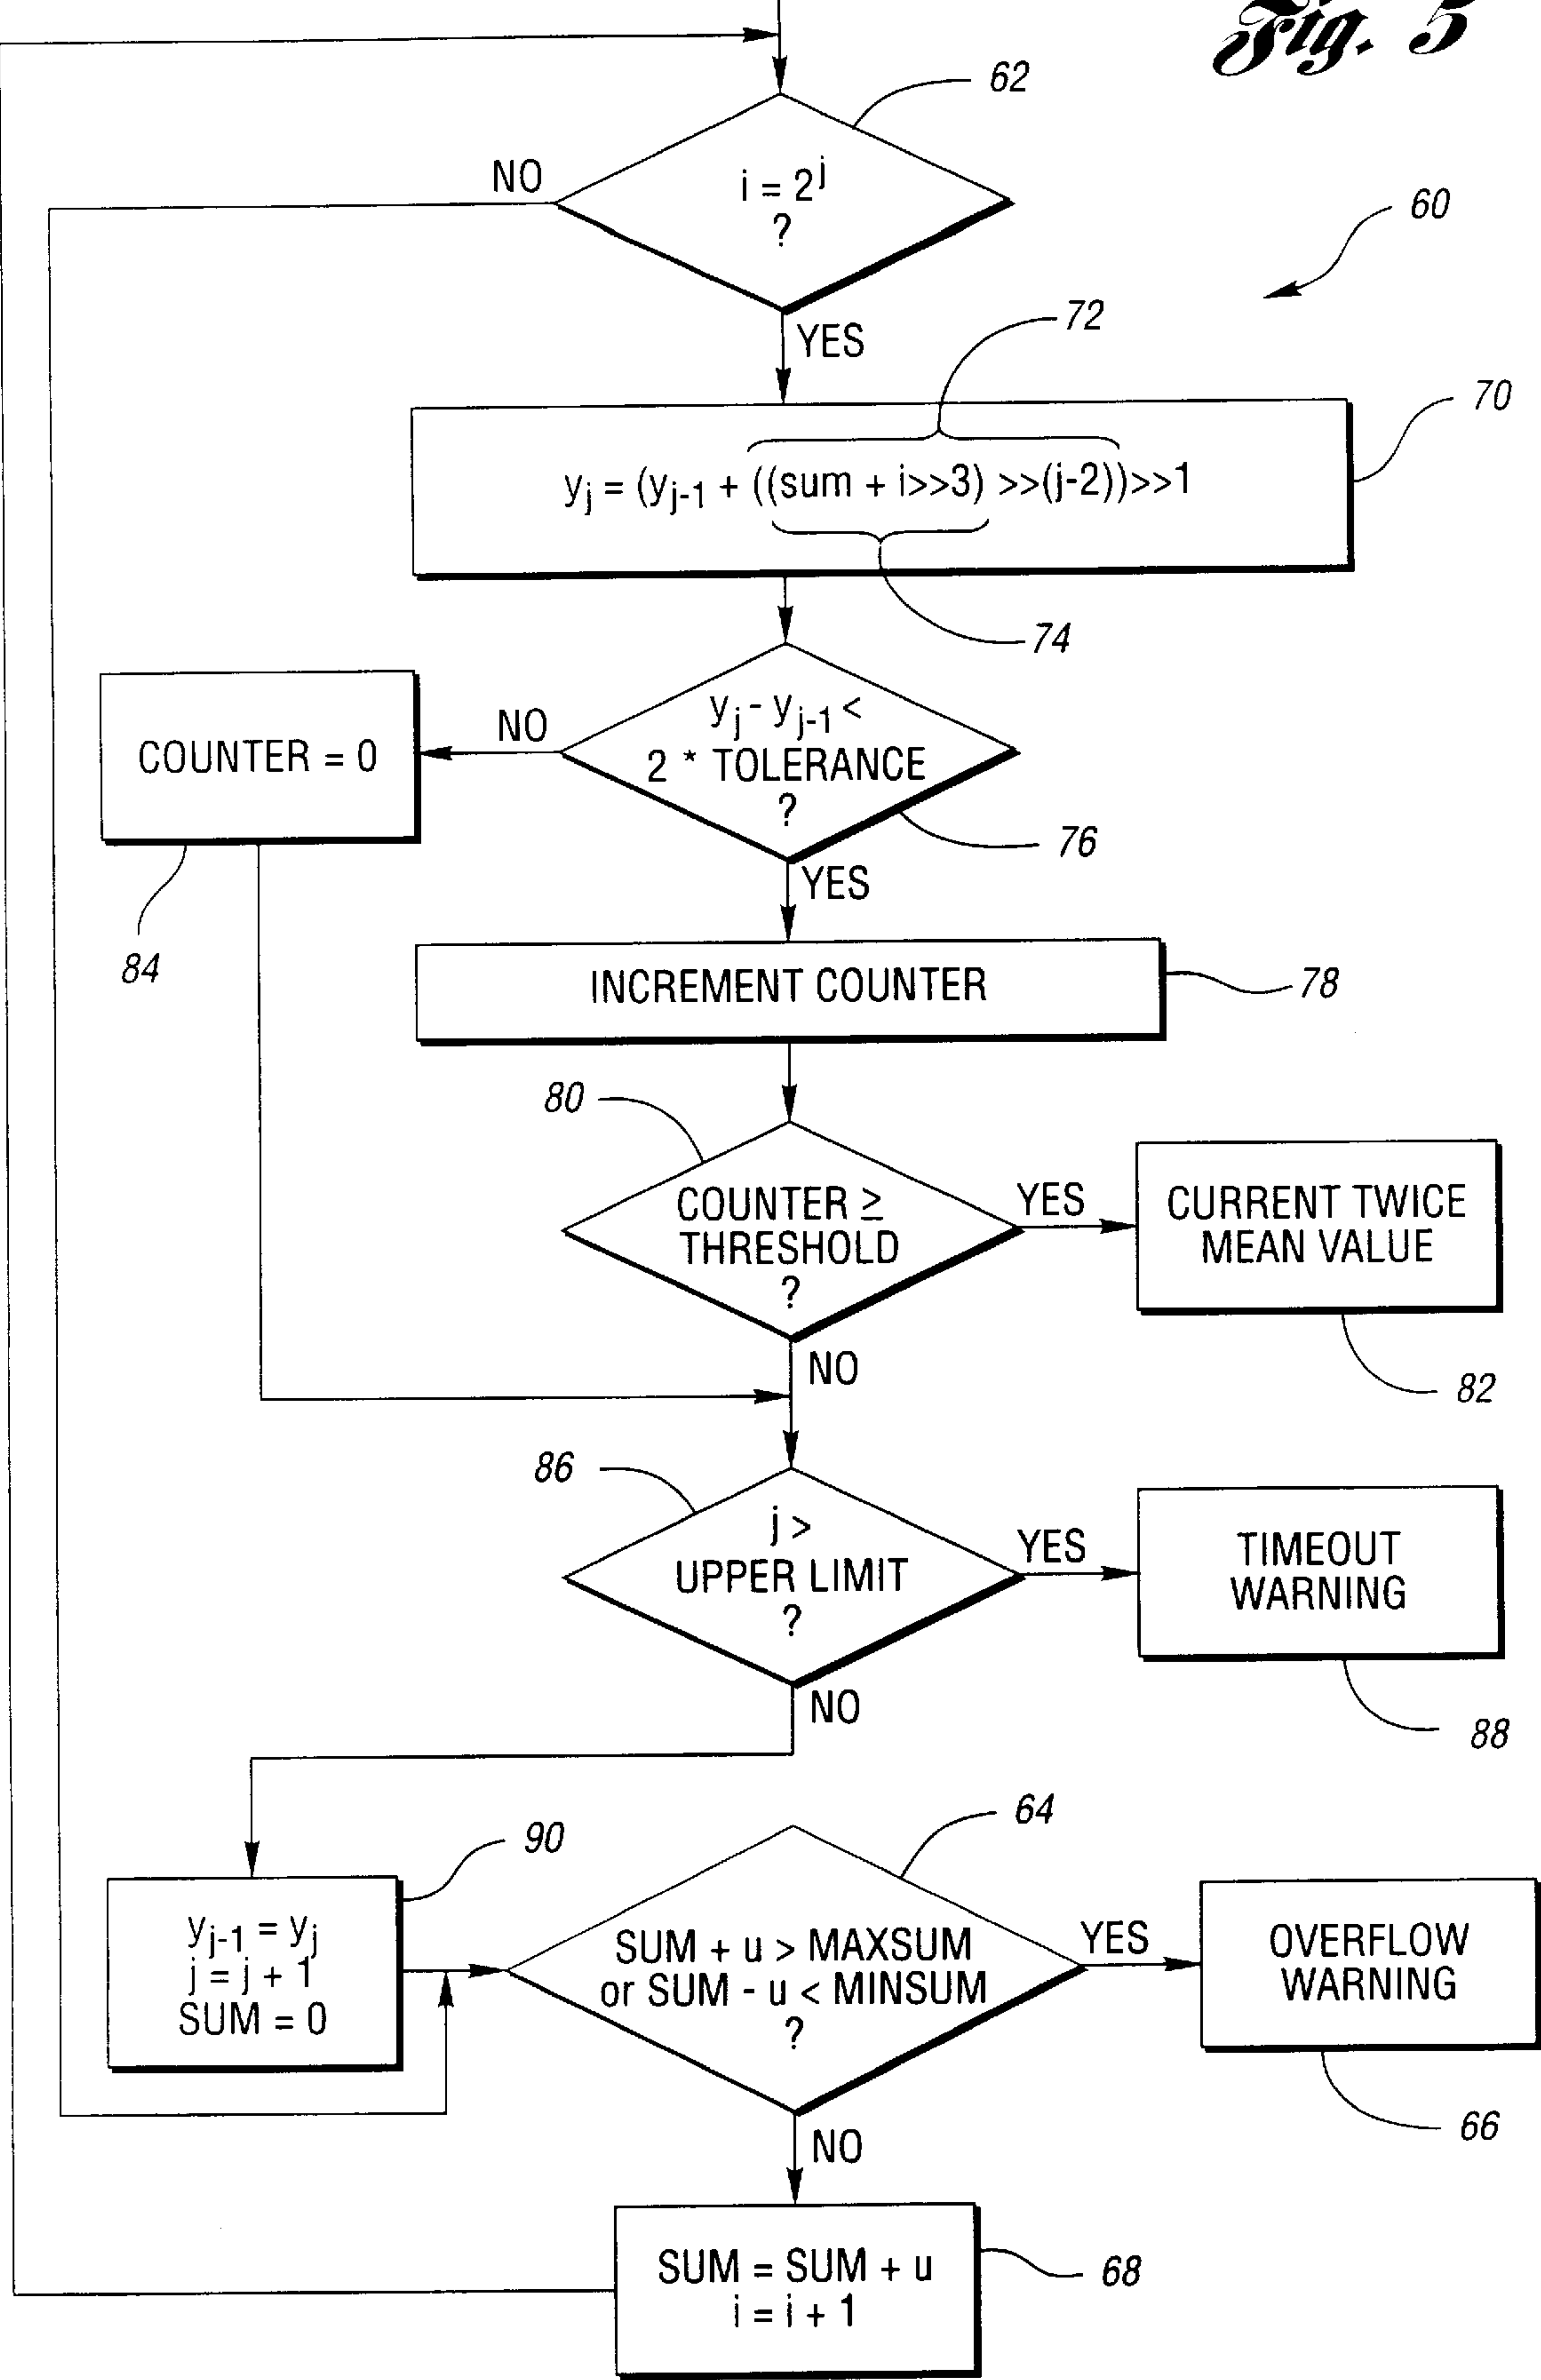 Fig. 5
62
NO
i = 2^j
?
60
YES
72
70
y_j = (y_{j-1} + ((sum + i>>3) >>(j-2))>>1
74
y_j - y_{j-1} <
2 * TOLERANCE
?
NO
COUNTER = 0
76
YES
84
INCREMENT COUNTER
78
80
COUNTER ≥
THRESHOLD
?
YES
CURRENT TWICE
MEAN VALUE
NO
82
86
j >
UPPER LIMIT
?
YES
TIMEOUT
WARNING
NO
88
64
90
y_{j-1} = y_j
j = j + 1
SUM = 0
SUM + u > MAXSUM
or SUM - u < MINSUM
?
YES
OVERFLOW
WARNING
66
NO
SUM = SUM + u
i = i + 1
68